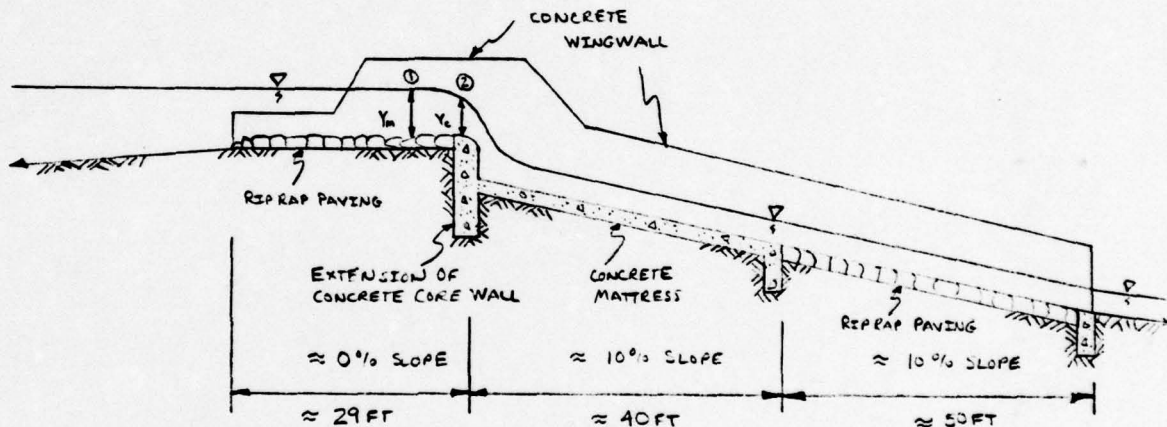 CONCRETE
WINGWALL
① ②
Ym Yc
RIPRAP PAVING
EXTENSION OF
CONCRETE CORE WALL
CONCRETE
MATTRESS
RIPRAP PAVING
≈ 0% SLOPE ≈ 10% SLOPE ≈ 10% SLOPE
≈ 29 FT ≈ 40 FT ≈ 50 FT